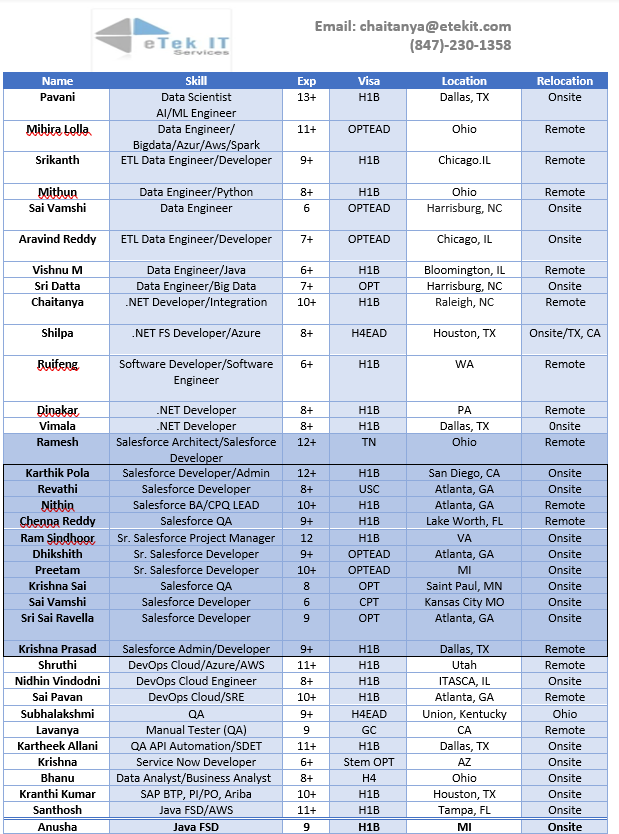 eTek IT
Services
Email: chaitanya@etekit.com
(847)-230-1358
Name Skill Exp Visa Location Relocation
Pavani Data Scientist 13+ H1B Dallas, TX Onsite
AI/ML Engineer
Mihira Lolla Data Engineer/ 11+ OPTEAD Ohio Remote
Bigdata/Azur/Aws/Spark
Srikanth ETL Data Engineer/Developer 9+ H1B Chicago.IL Remote
Mithun Data Engineer/Python 8+ H1B Ohio Remote
Sai Vamshi Data Engineer 6 OPTEAD Harrisburg, NC Onsite
Aravind Reddy ETL Data Engineer/Developer 7+ OPTEAD Chicago, IL Onsite
Vishnu M Data Engineer/Java 6+ H1B Bloomington, IL Remote
Sri Datta Data Engineer/Big Data 7+ OPT Harrisburg, NC Onsite
Chaitanya .NET Developer/Integration 10+ H1B Raleigh, NC Remote
Shilpa .NET FS Developer/Azure 8+ H4EAD Houston, TX Onsite/TX, CA
Ruifeng Software Developer/Software 6+ H1B WA Remote
Engineer
Dinakar .NET Developer 8+ H1B PA Remote
Vimala .NET Developer 8+ H1B Dallas, TX 0nsite
Ramesh Salesforce Architect/Salesforce 12+ TN Ohio Remote
Developer
Karthik Pola Salesforce Developer/Admin 12+ H1B San Diego, CA Onsite
Revathi Salesforce Developer 8+ USC Atlanta, GA Onsite
Nithin Salesforce BA/CPQ LEAD 10+ H1B Atlanta, GA Remote
Chenna Reddy Salesforce QA 9+ H1B Lake Worth, FL Remote
Ram Sindhoor Sr. Salesforce Project Manager 12 H1B VA Onsite
Dhikshith Sr. Salesforce Developer 9+ OPTEAD Atlanta, GA Onsite
Preetam Sr. Salesforce Developer 10+ OPTEAD MI Onsite
Krishna Sai Salesforce QA 8 OPT Saint Paul, MN Onsite
Sai Vamshi Salesforce Developer 6 CPT Kansas City MO Onsite
Sri Sai Ravella Salesforce Developer 9 OPT Atlanta, GA Onsite
Krishna Prasad Salesforce Admin/Developer 9+ H1B Dallas, TX Remote
Shruthi DevOps Cloud/Azure/AWS 11+ H1B Utah Remote
Nidhin Vindodni DevOps Cloud Engineer 8+ H1B ITASCA, IL Onsite
Sai Pavan DevOps Cloud/SRE 10+ H1B Atlanta, GA Remote
Subhalakshmi QA 9+ H4EAD Union, Kentucky Ohio
Lavanya Manual Tester (QA) 9 GC CA Remote
Kartheek Allani QA API Automation/SDET 11+ H1B Dallas, TX Onsite
Krishna Service Now Developer 6+ Stem OPT AZ Onsite
Bhanu Data Analyst/Business Analyst 8+ H4 Ohio Onsite
Kranthi Kumar SAP BTP, PI/PO, Ariba 10+ H1B Houston, TX Onsite
Santhosh Java FSD/AWS 11+ H1B Tampa, FL Onsite
Anusha Java FSD 9 H1B MI Onsite